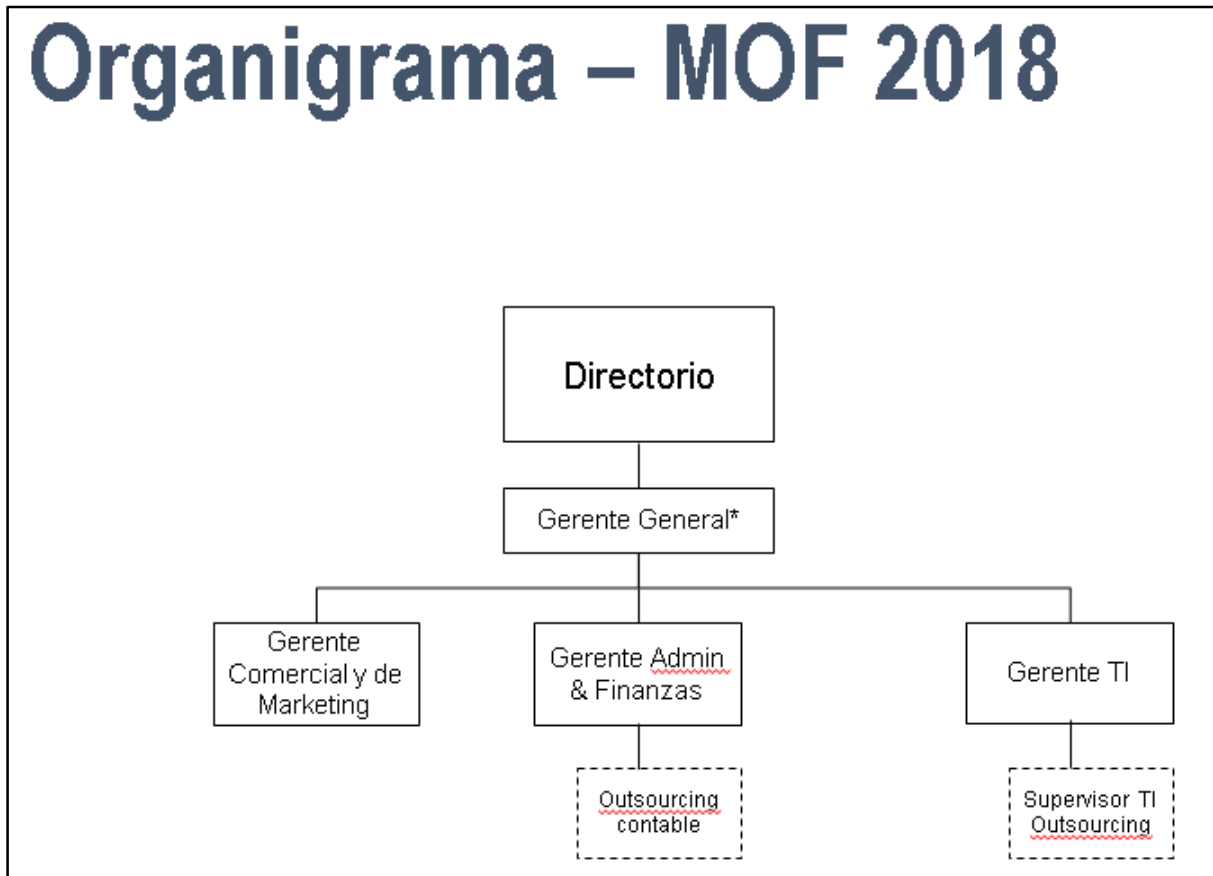 Organigrama – MOF 2018
Directorio
Gerente General*
Gerente
Comercial y de
Marketing
Gerente Admin
& Finanzas
Gerente TI
Outsourcing
contable
Supervisor TI
Outsourcing